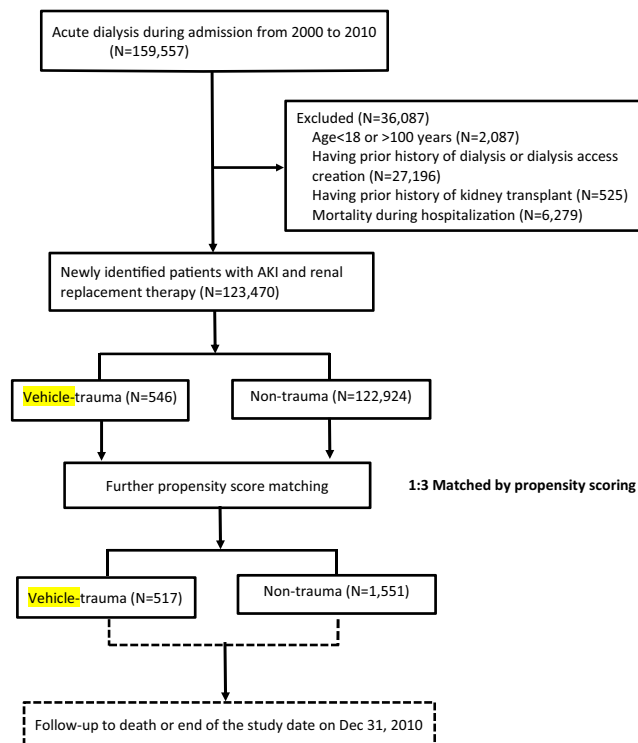 Acute dialysis during admission from 2000 to 2010
(N=159,557)
Excluded (N=36,087)
Age<18 or >100 years (N=2,087)
Having prior history of dialysis or dialysis access
creation (N=27,196)
Having prior history of kidney transplant (N=525)
Mortality during hospitalization (N=6,279)
Newly identified patients with AKI and renal
replacement therapy (N=123,470)
Vehicle-trauma (N=546)
Non-trauma (N=122,924)
Further propensity score matching
1:3 Matched by propensity scoring
Vehicle-trauma (N=517)
Non-trauma (N=1,551)
Follow-up to death or end of the study date on Dec 31, 2010